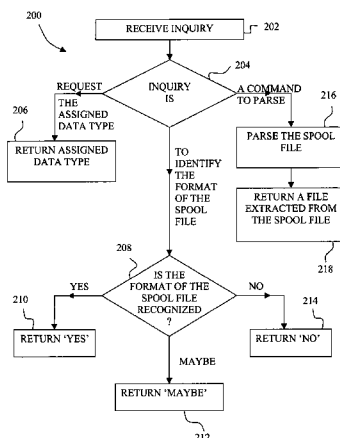 200
RECEIVE INQUIRY
202
204
INQUIRY
IS
REQUEST
THE
ASSIGNED
DATA TYPE
A COMMAND
TO PARSE
206
RETURN ASSIGNED
DATA TYPE
216
PARSE THE SPOOL
FILE
TO
IDENTIFY
THE
FORMAT
OF THE
SPOOL
FILE
RETURN A FILE
EXTRACTED FROM
THE SPOOL FILE
218
208
IS THE
FORMAT OF THE
SPOOL FILE
RECOGNIZED
?
YES
NO
210
RETURN ‘YES’
214
RETURN ‘NO’
MAYBE
RETURN ‘MAYBE’
212